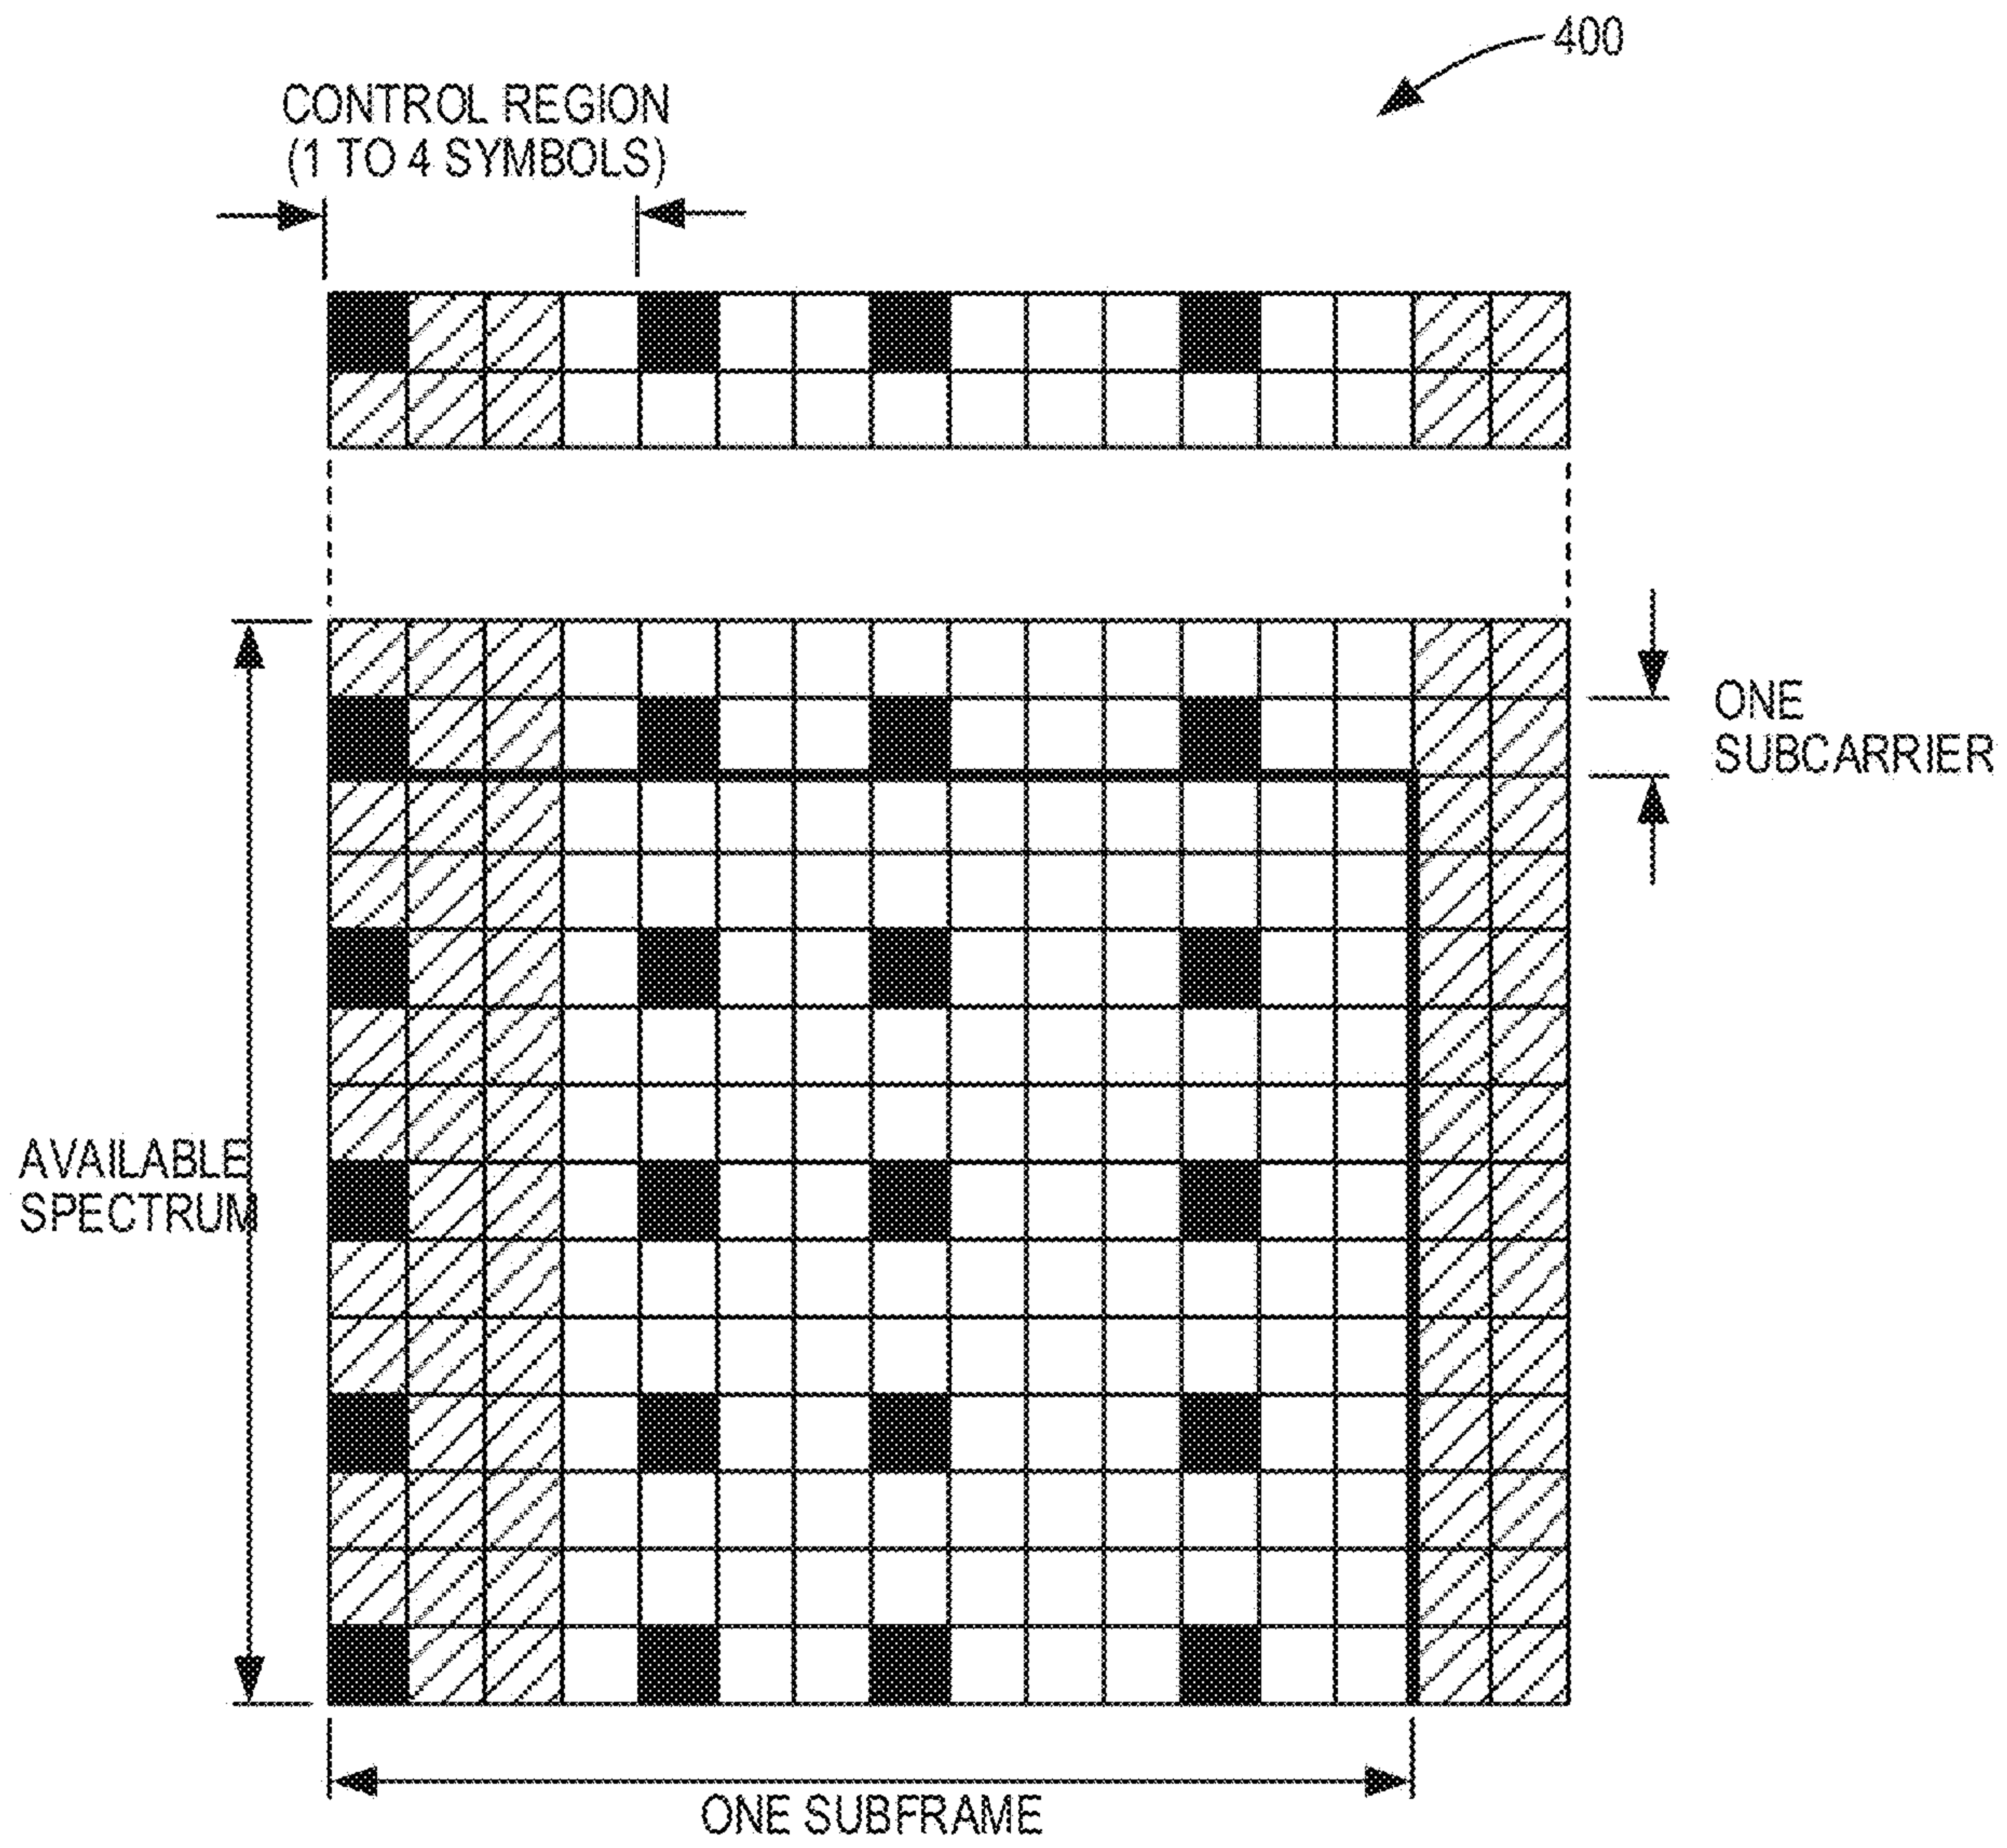 400
CONTROL REGION
(1 TO 4 SYMBOLS)
ONE
SUBCARRIER
AVAILABLE
SPECTRUM
ONE SUBFRAME